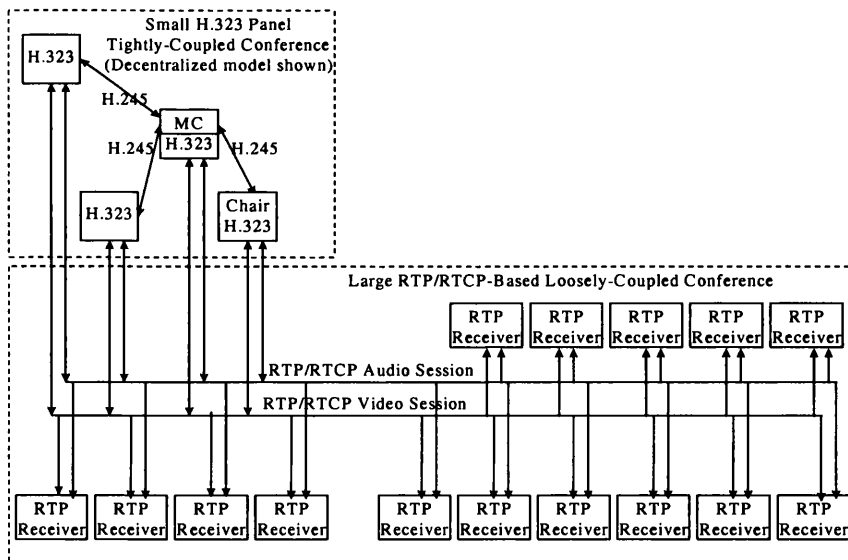 Small H.323 Panel
Tightly-Coupled Conference
(Decentralized model shown)
H.323
H.245
MC
H.323
H.245
H.245
H.323
Chair
H.323
Large RTP/RTCP-Based Loosely-Coupled Conference
RTP
Receiver
RTP
Receiver
RTP
Receiver
RTP
Receiver
RTP
Receiver
RTP/RTCP Audio Session
RTP/RTCP Video Session
RTP
Receiver
RTP
Receiver
RTP
Receiver
RTP
Receiver
RTP
Receiver
RTP
Receiver
RTP
Receiver
RTP
Receiver
RTP
Receiver
RTP
Receiver